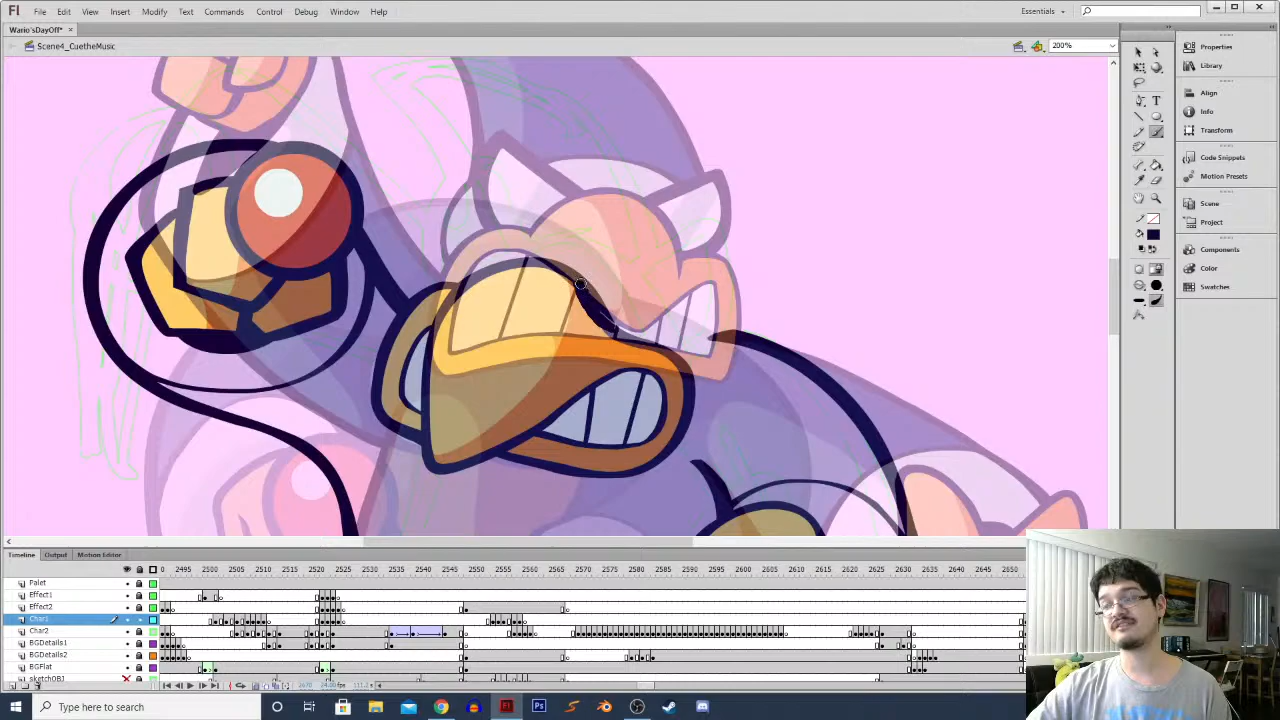 Fl File Edit View Insert Modify Text Commands Control Debug Window Help Essentials
Wario'sDayOff* ×
Scene4_CuetheMusic 200%
Properties
Library
Align
Info
Transform
Code Snippets
Motion Presets
Scene
Project
Components
Color
Swatches
T
Timeline Output Motion Editor
0 2495 2500 2505 2510 2515 2520 2525 2530 2535 2540 2545 2550 2555 2560 2565 2570 2575 2580 2585 2590 2595 2600 2605 2610 2615 2620 2625 2630 2635 2640 2645 2650
Palet
Effect1
Effect2
Char1
Char2
BGDetails1
BGDetails2
BGFlat
sketchOBJ
Type here to search
Fl
Ps